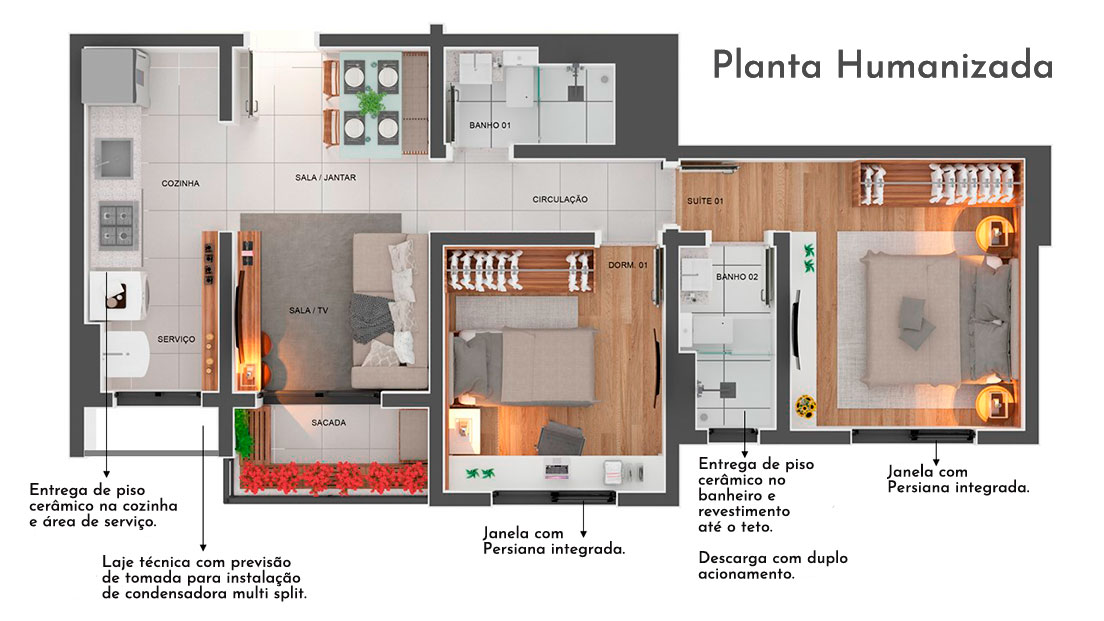 Planta Humanizada
BANHO 01
COZINHA
SALA / JANTAR
CIRCULAÇÃO
SUÍTE 01
DORM. 01
BANHO 02
SALA / TV
SERVIÇO
SACADA
Entrega de piso
cerâmico na cozinha
e área de serviço.
Laje técnica com previsão
de tomada para instalação
de condensadora multi split.
Janela com
Persiana integrada.
Entrega de piso
cerâmico no
banheiro e
revestimento
até o teto.
Descarga com duplo
acionamento.
Janela com
Persiana integrada.